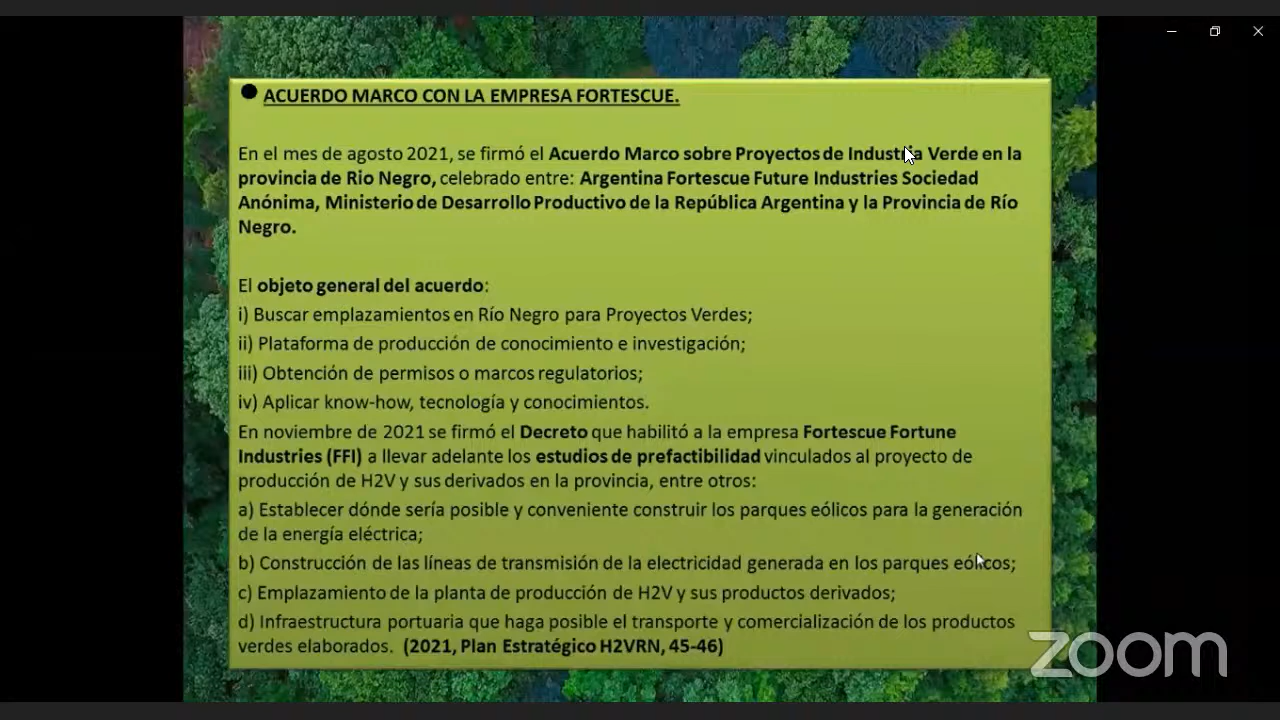 ● ACUERDO MARCO CON LA EMPRESA FORTESCUE.
En el mes de agosto 2021, se firmó el Acuerdo Marco sobre Proyectos de Industria Verde en la
provincia de Rio Negro, celebrado entre: Argentina Fortescue Future Industries Sociedad
Anónima, Ministerio de Desarrollo Productivo de la República Argentina y la Provincia de Río
Negro.
El objeto general del acuerdo:
i) Buscar emplazamientos en Río Negro para Proyectos Verdes;
ii) Plataforma de producción de conocimiento e investigación;
iii) Obtención de permisos o marcos regulatorios;
iv) Aplicar know-how, tecnología y conocimientos.
En noviembre de 2021 se firmó el Decreto que habilitó a la empresa Fortescue Fortune
Industries (FFI) a llevar adelante los estudios de prefactibilidad vinculados al proyecto de
producción de H2V y sus derivados en la provincia, entre otros:
a) Establecer dónde sería posible y conveniente construir los parques eólicos para la generación
de la energía eléctrica;
b) Construcción de las líneas de transmisión de la electricidad generada en los parques eólicos;
c) Emplazamiento de la planta de producción de H2V y sus productos derivados;
d) Infraestructura portuaria que haga posible el transporte y comercialización de los productos
verdes elaborados. (2021, Plan Estratégico H2VRN, 45-46)
zoom